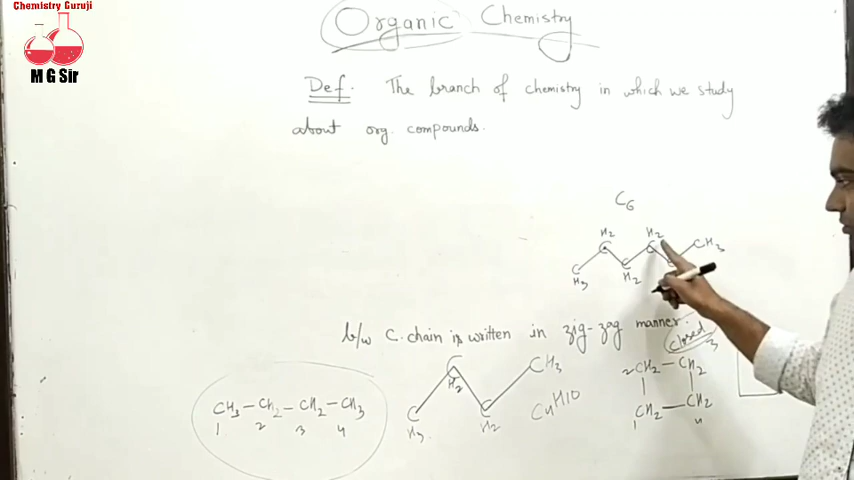 Chemistry Guruji
M G Sir
Organic Chemistry
Def. The branch of chemistry in which we study
about org. compounds.
C6
H2 H2
C C C C C CH3
H3 H2
b/w C. chain is written in zig-zag manner.
closed
CH3 — CH2 — CH2 — CH3
1 2 3 4
C CH3
H2
C C
H3 H2
C4H10
2 CH2 — CH2 3
CH2 — CH2
1 4